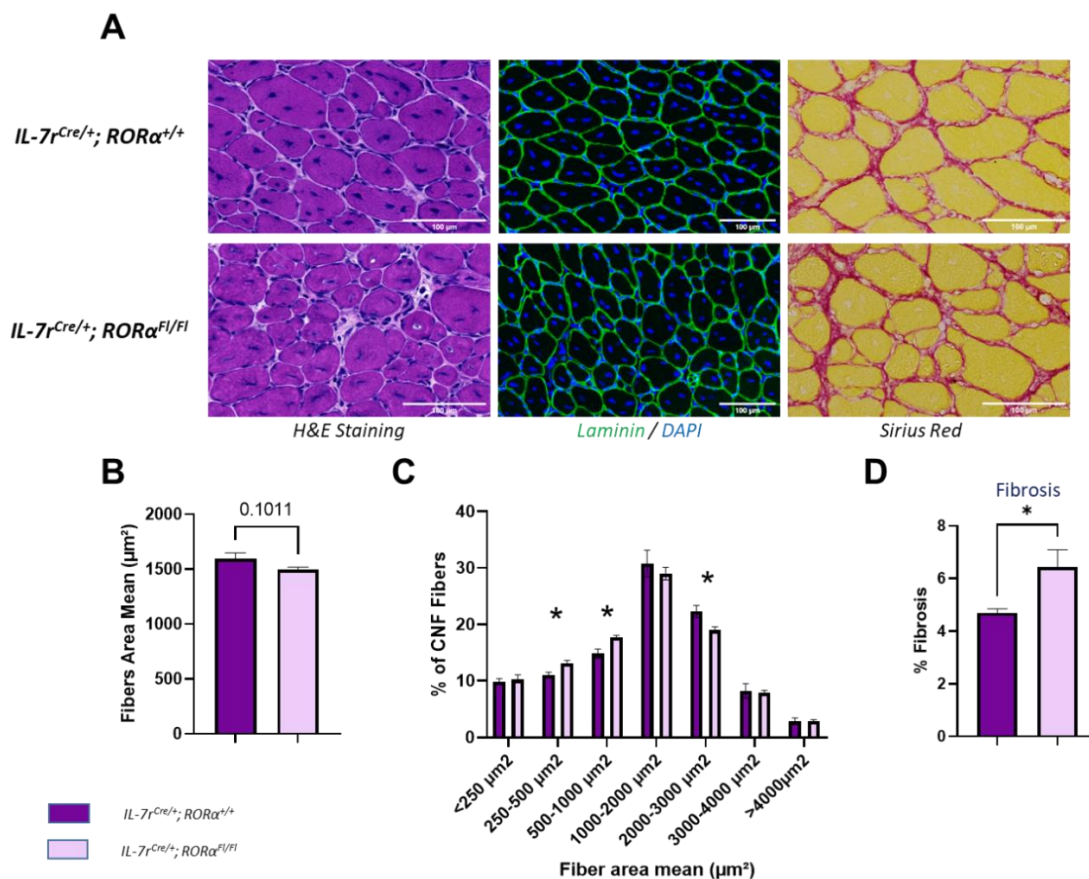 A
IL-7r^Cre/+; RORα^+/+
100 µm
100 µm
100 µm
IL-7r^Cre/+; RORα^Fl/Fl
100 µm
100 µm
100 µm
H&E Staining
Laminin / DAPI
Sirius Red
B
Fibers Area Mean (µm²)
2000
1500
1000
500
0
0.1011
C
% of CNF Fibers
40
30
20
10
0
*
*
*
<250 µm2
250-500 µm2
500-1000 µm2
1000-2000 µm2
2000-3000 µm2
3000-4000 µm2
>4000µm2
Fiber area mean (µm²)
D
Fibrosis
*
% Fibrosis
8
6
4
2
0
IL-7r^Cre/+; RORα^+/+
IL-7r^Cre/+; RORα^Fl/Fl